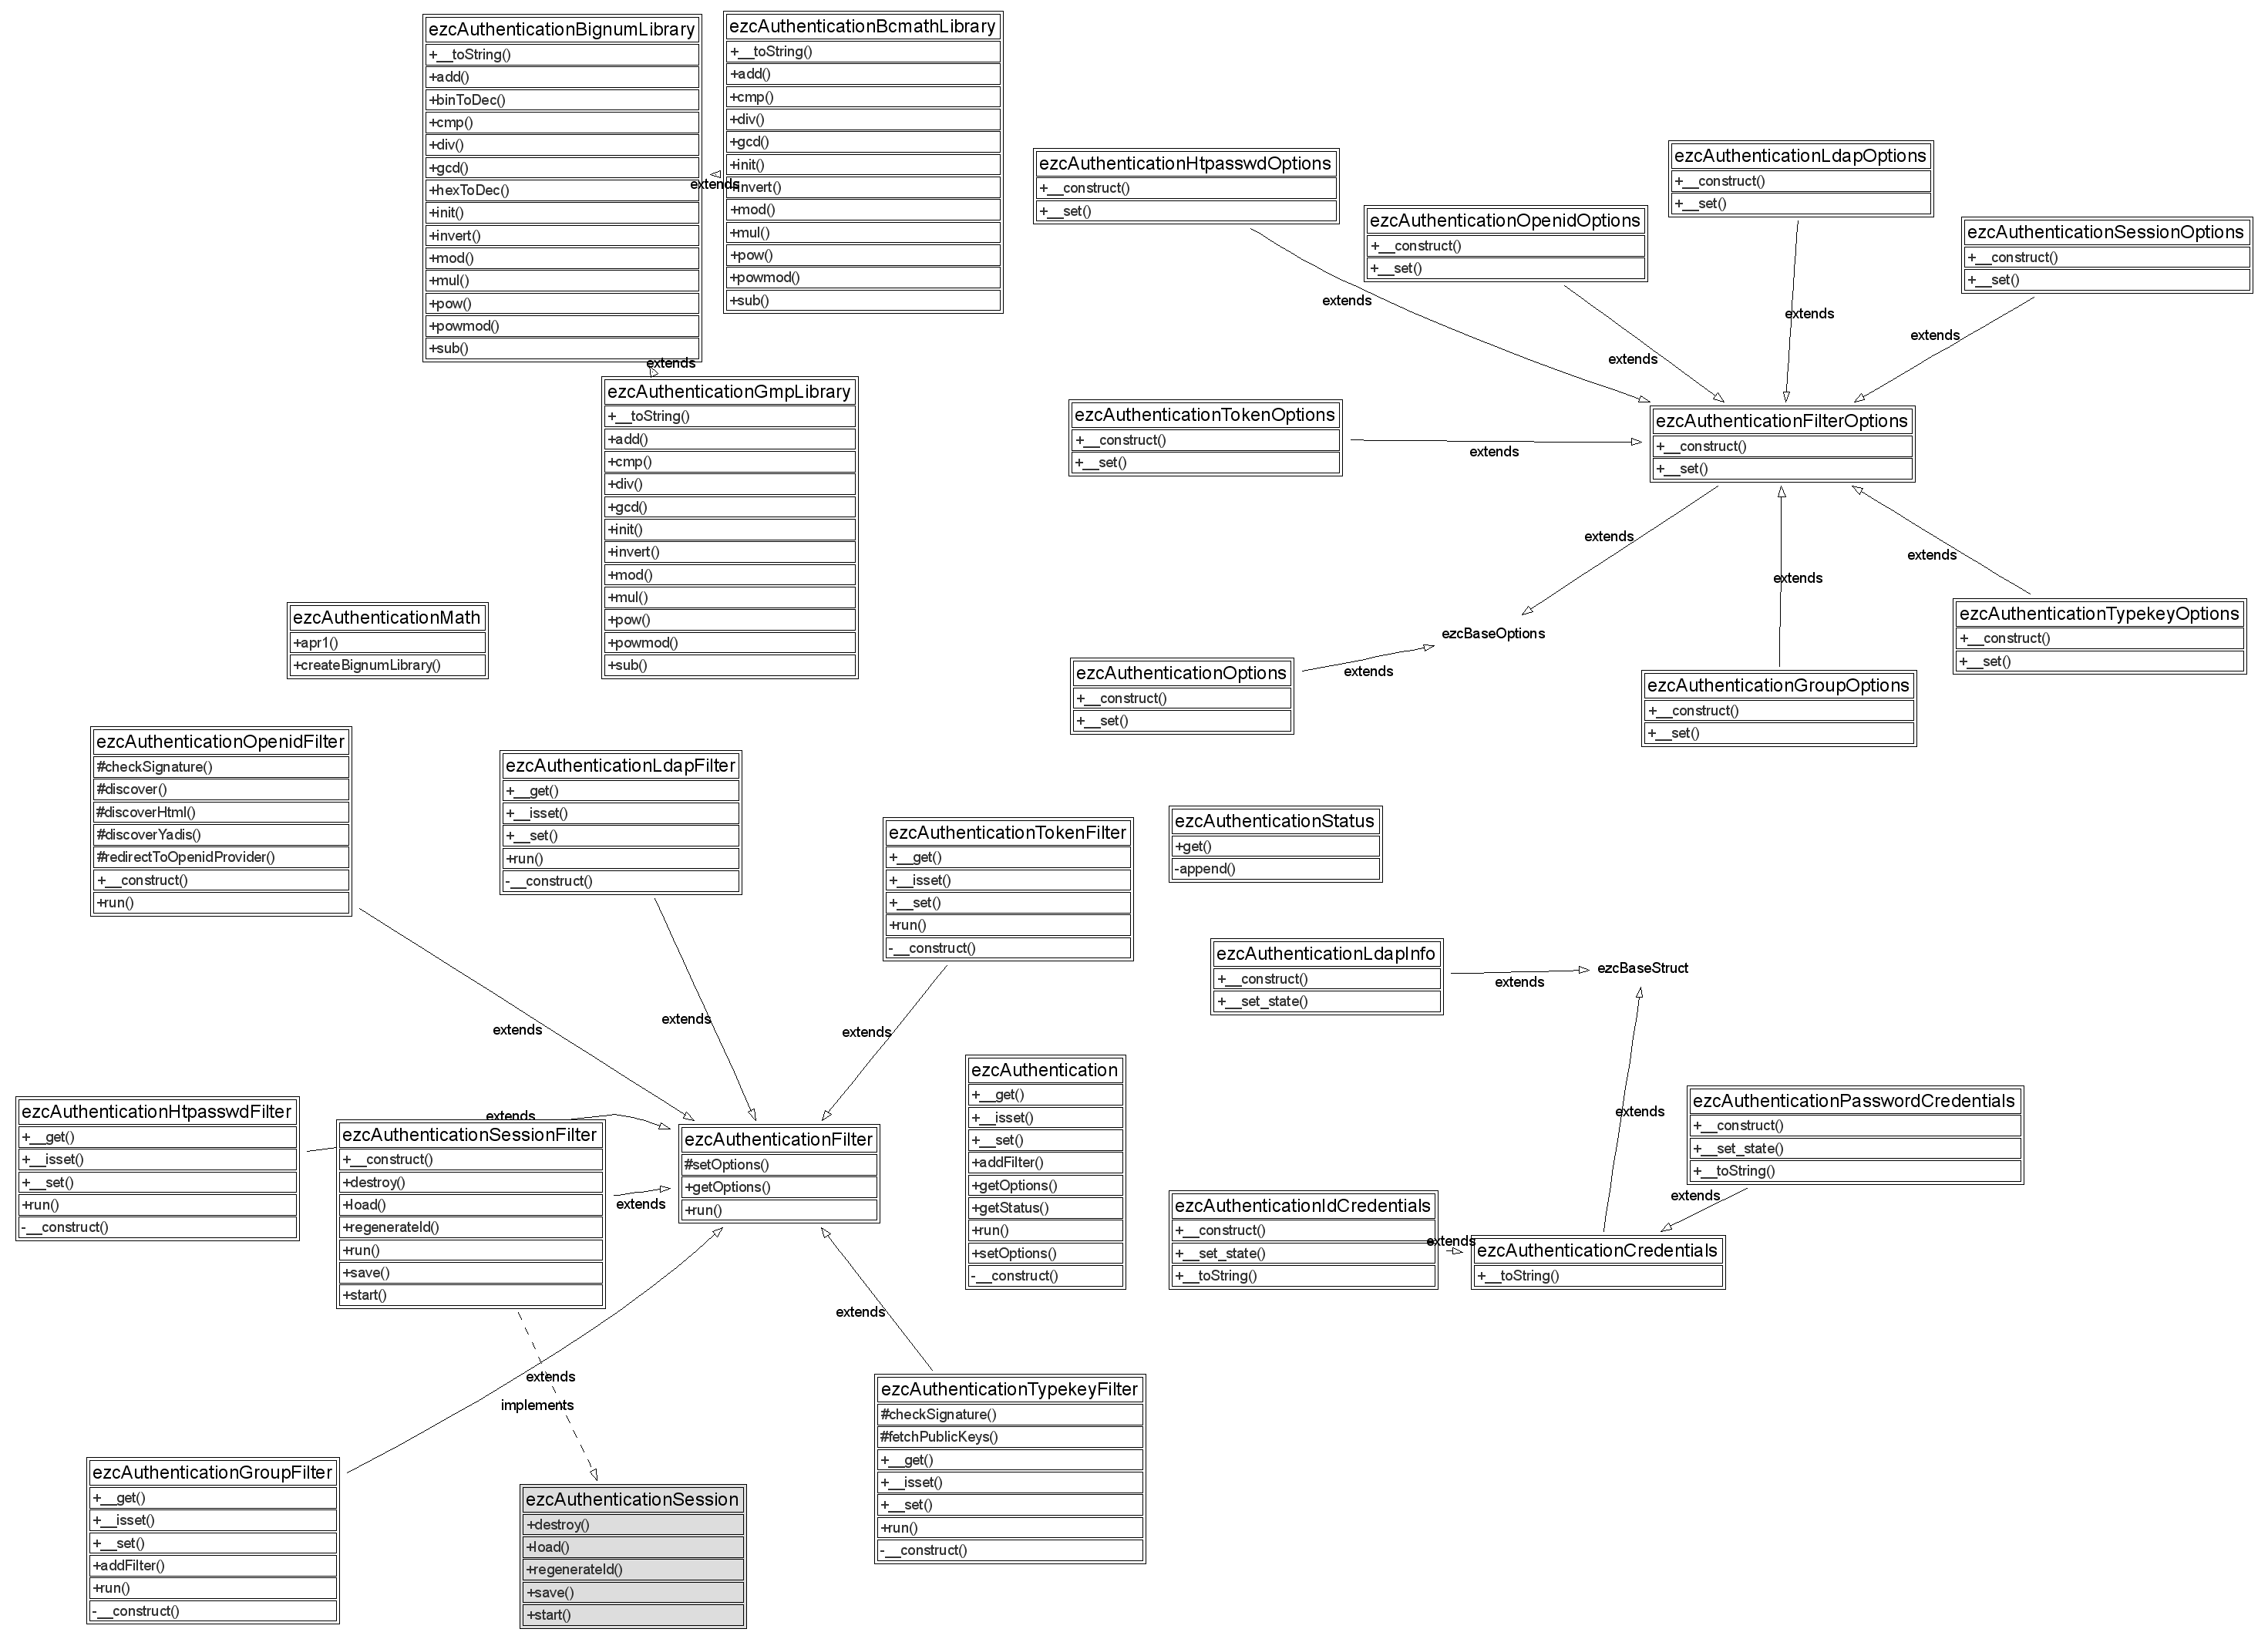 ezcAuthenticationBignumLibrary
+__toString()
+add()
+binToDec()
+cmp()
+div()
+gcd()
+hexToDec()
+init()
+invert()
+mod()
+mul()
+pow()
+powmod()
+sub()
ezcAuthenticationBcmathLibrary
+__toString()
+add()
+cmp()
+div()
+gcd()
+init()
+invert()
+mod()
+mul()
+pow()
+powmod()
+sub()
extends
extends
ezcAuthenticationGmpLibrary
+__toString()
+add()
+cmp()
+div()
+gcd()
+init()
+invert()
+mod()
+mul()
+pow()
+powmod()
+sub()
ezcAuthenticationMath
+apr1()
+createBignumLibrary()
ezcAuthenticationHtpasswdOptions
+__construct()
+__set()
ezcAuthenticationOpenidOptions
+__construct()
+__set()
ezcAuthenticationLdapOptions
+__construct()
+__set()
ezcAuthenticationSessionOptions
+__construct()
+__set()
extends
extends
extends
extends
ezcAuthenticationTokenOptions
+__construct()
+__set()
extends
ezcAuthenticationFilterOptions
+__construct()
+__set()
extends
extends
extends
ezcBaseOptions
ezcAuthenticationOptions
+__construct()
+__set()
extends
ezcAuthenticationGroupOptions
+__construct()
+__set()
ezcAuthenticationTypekeyOptions
+__construct()
+__set()
ezcAuthenticationOpenidFilter
#checkSignature()
#discover()
#discoverHtml()
#discoverYadis()
#redirectToOpenidProvider()
+__construct()
+run()
ezcAuthenticationLdapFilter
+__get()
+__isset()
+__set()
+run()
-__construct()
ezcAuthenticationTokenFilter
+__get()
+__isset()
+__set()
+run()
-__construct()
ezcAuthenticationStatus
+get()
-append()
ezcAuthenticationLdapInfo
+__construct()
+__set_state()
extends
ezcBaseStruct
extends
extends
extends
ezcAuthenticationHtpasswdFilter
+__get()
+__isset()
+__set()
+run()
-__construct()
extends
ezcAuthenticationSessionFilter
+__construct()
+destroy()
+load()
+regenerateId()
+run()
+save()
+start()
extends
ezcAuthenticationFilter
#setOptions()
+getOptions()
+run()
ezcAuthentication
+__get()
+__isset()
+__set()
+addFilter()
+getOptions()
+getStatus()
+run()
+setOptions()
-__construct()
extends
ezcAuthenticationPasswordCredentials
+__construct()
+__set_state()
+__toString()
extends
ezcAuthenticationIdCredentials
+__construct()
+__set_state()
+__toString()
extends
ezcAuthenticationCredentials
+__toString()
extends
extends
implements
ezcAuthenticationGroupFilter
+__get()
+__isset()
+__set()
+addFilter()
+run()
-__construct()
ezcAuthenticationSession
+destroy()
+load()
+regenerateId()
+save()
+start()
ezcAuthenticationTypekeyFilter
#checkSignature()
#fetchPublicKeys()
+__get()
+__isset()
+__set()
+run()
-__construct()